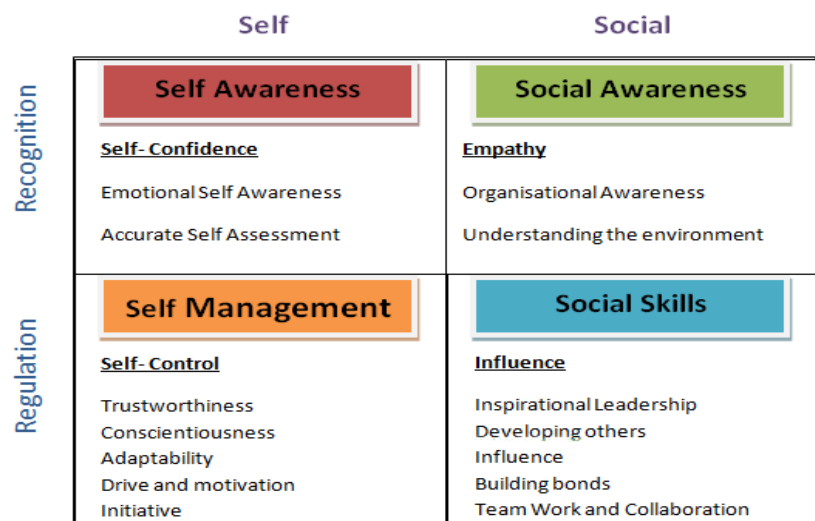 Self
Social
Recognition
Self Awareness
Self- Confidence
Emotional Self Awareness
Accurate Self Assessment
Social Awareness
Empathy
Organisational Awareness
Understanding the environment
Regulation
Self Management
Self- Control
Trustworthiness
Conscientiousness
Adaptability
Drive and motivation
Initiative
Social Skills
Influence
Inspirational Leadership
Developing others
Influence
Building bonds
Team Work and Collaboration